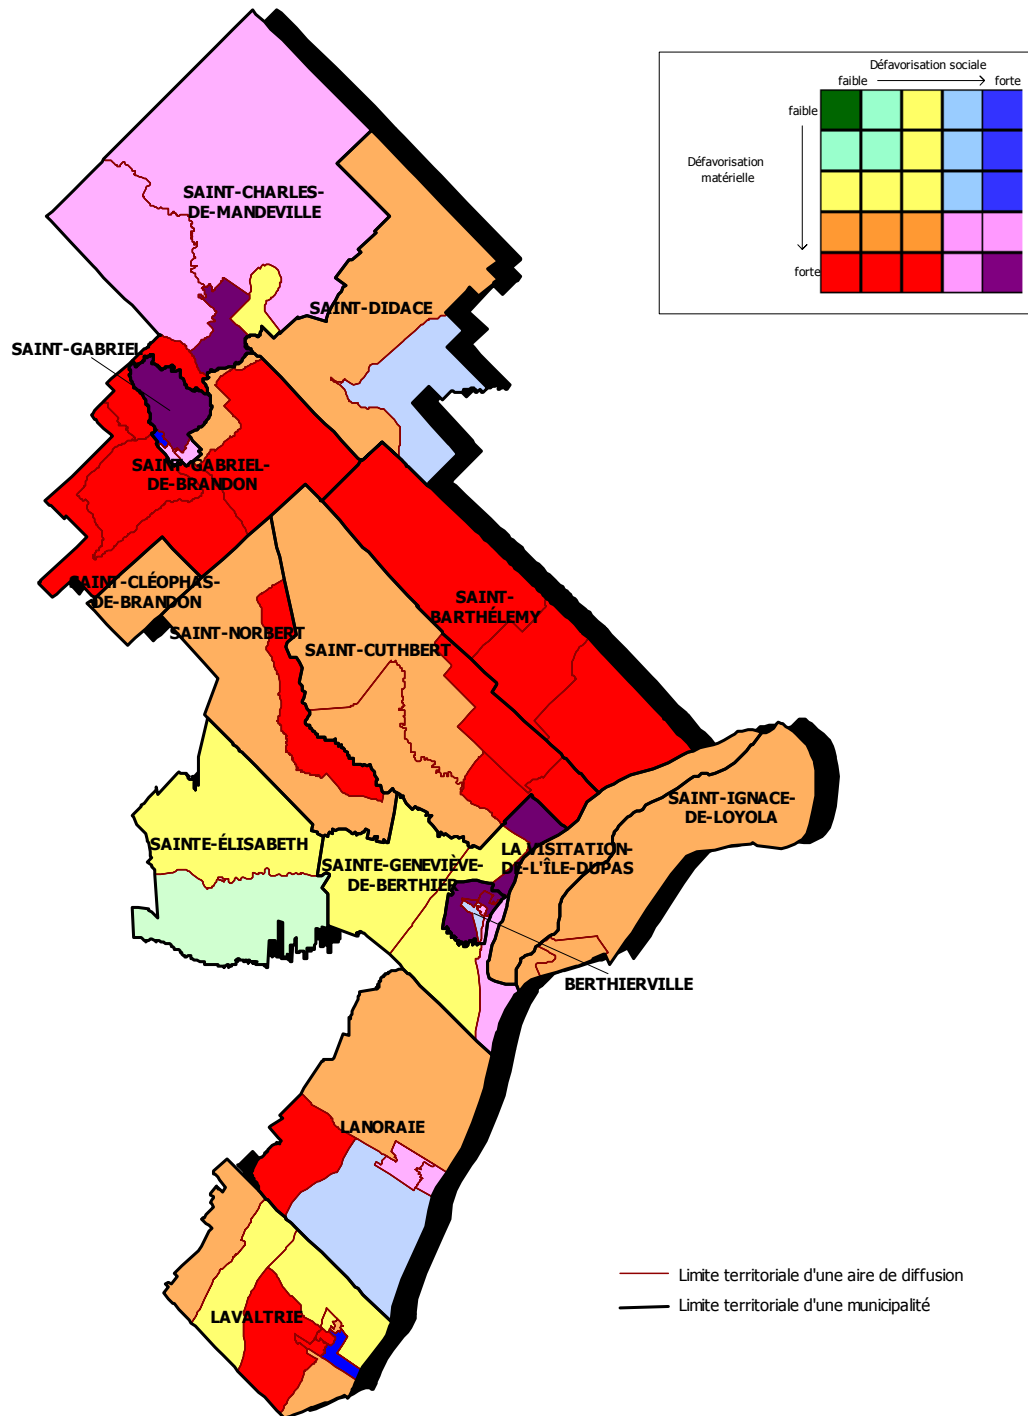 Défavorisation sociale
faible
forte
faible
Défavorisation
matérielle
forte
SAINT-CHARLES-
DE-MANDEVILLE
SAINT-DIDACE
SAINT-GABRIEL
SAINT-GABRIEL-
DE-BRANDON
SAINT-CLÉOPHAS-
DE-BRANDON
SAINT-NORBERT
SAINT-
BARTHÉLEMY
SAINT-CUTHBERT
SAINT-IGNACE-
DE-LOYOLA
SAINTE-ÉLISABETH
SAINTE-GENEVIÈVE-
DE-BERTHIER
LA VISITATION-
DE-L'ÎLE-DUPAS
BERTHIERVILLE
LANORAIE
LAVALTRIE
Limite territoriale d'une aire de diffusion
Limite territoriale d'une municipalité